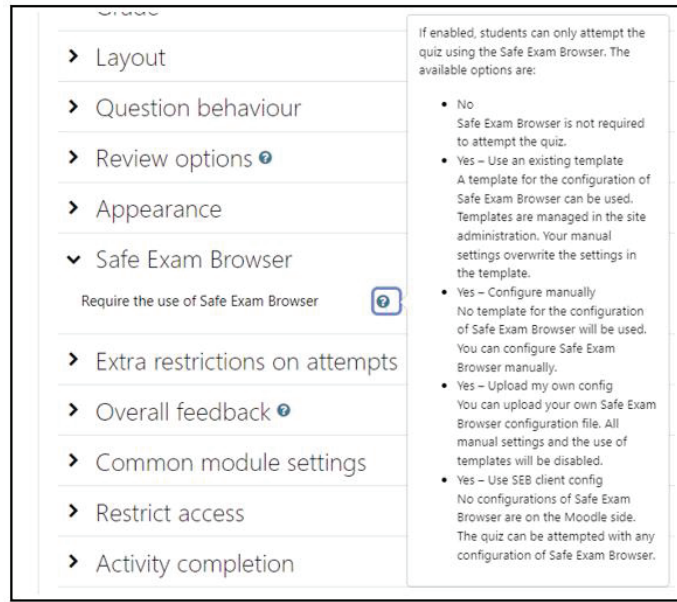 Grade
Layout
Question behaviour
Review options
Appearance
Safe Exam Browser
Require the use of Safe Exam Browser
Extra restrictions on attempts
Overall feedback
Common module settings
Restrict access
Activity completion
If enabled, students can only attempt the
quiz using the Safe Exam Browser. The
available options are:
• No
Safe Exam Browser is not required
to attempt the quiz.
• Yes – Use an existing template
A template for the configuration of
Safe Exam Browser can be used.
Templates are managed in the site
administration. Your manual
settings overwrite the settings in
the template.
• Yes – Configure manually
No template for the configuration
of Safe Exam Browser will be used.
You can configure Safe Exam
Browser manually.
• Yes – Upload my own config
You can upload your own Safe Exam
Browser configuration file. All
manual settings and the use of
templates will be disabled.
• Yes – Use SEB client config
No configurations of Safe Exam
Browser are on the Moodle side.
The quiz can be attempted with any
configuration of Safe Exam Browser.